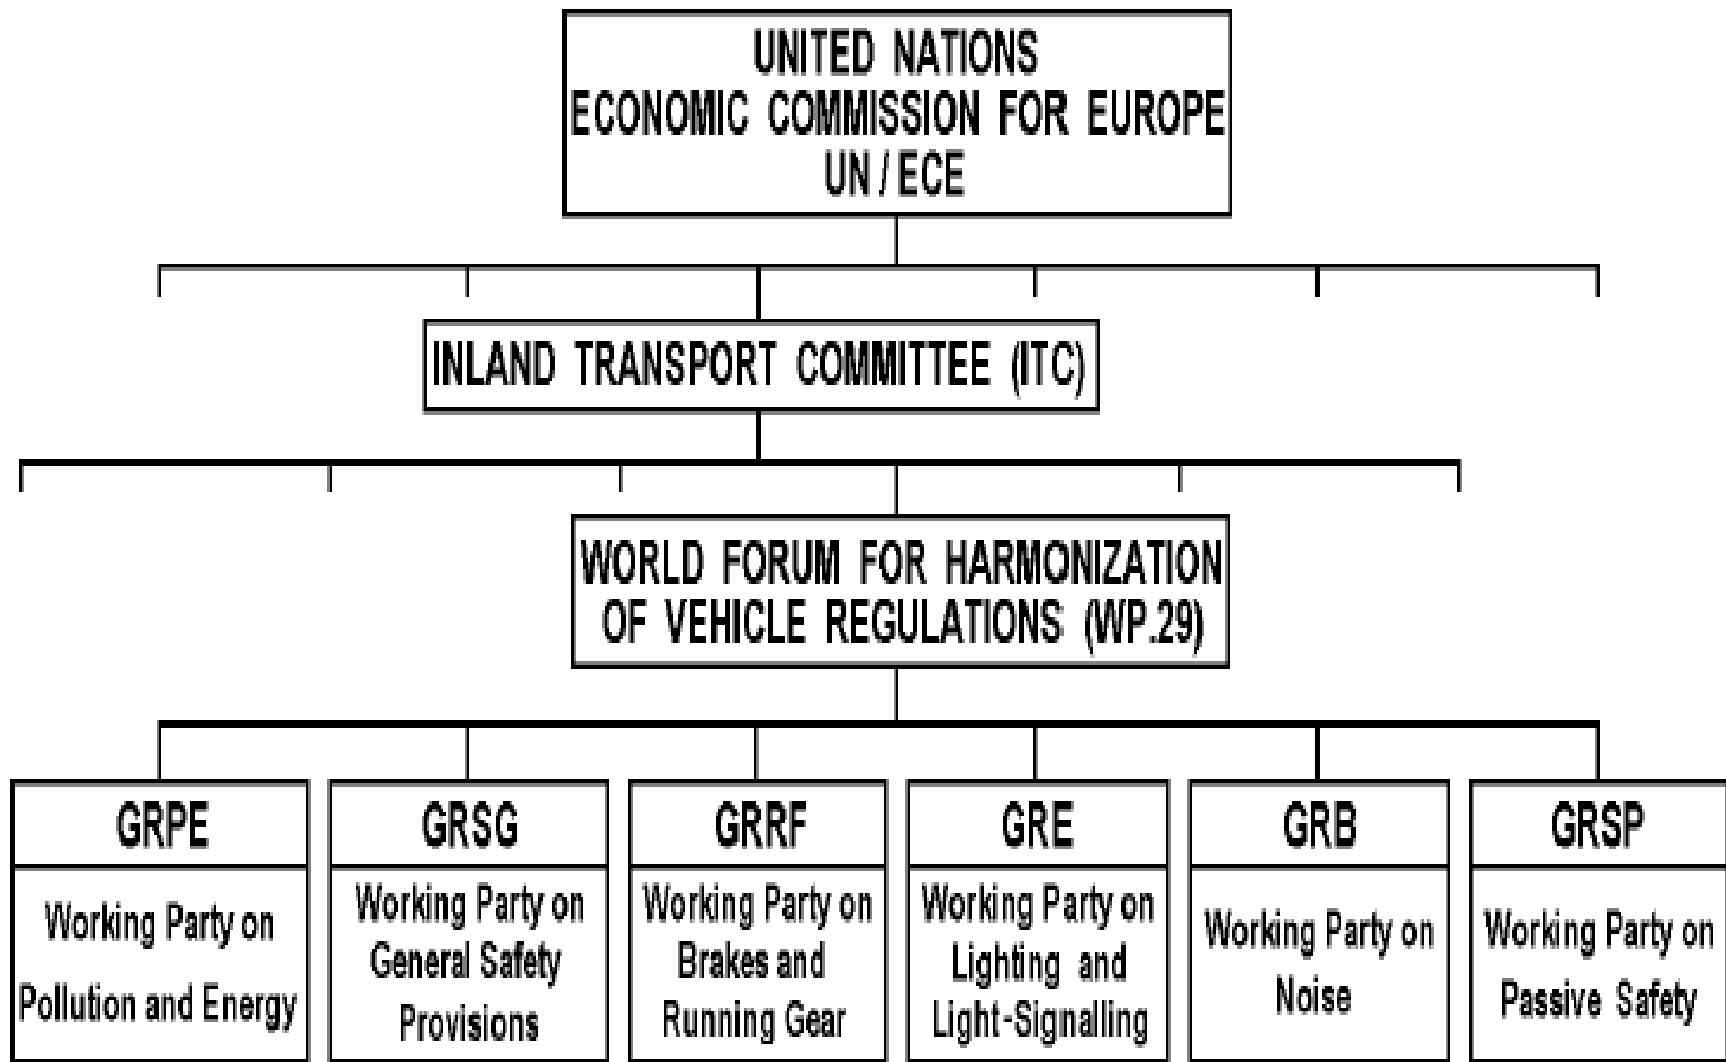 UNITED NATIONS
ECONOMIC COMMISSION FOR EUROPE
UN / ECE
INLAND TRANSPORT COMMITTEE (ITC)
WORLD FORUM FOR HARMONIZATION
OF VEHICLE REGULATIONS (WP.29)
GRPE
Working Party on
Pollution and Energy
GRSG
Working Party on
General Safety
Provisions
GRRF
Working Party on
Brakes and
Running Gear
GRE
Working Party on
Lighting and
Light-Signalling
GRB
Working Party on
Noise
GRSP
Working Party on
Passive Safety